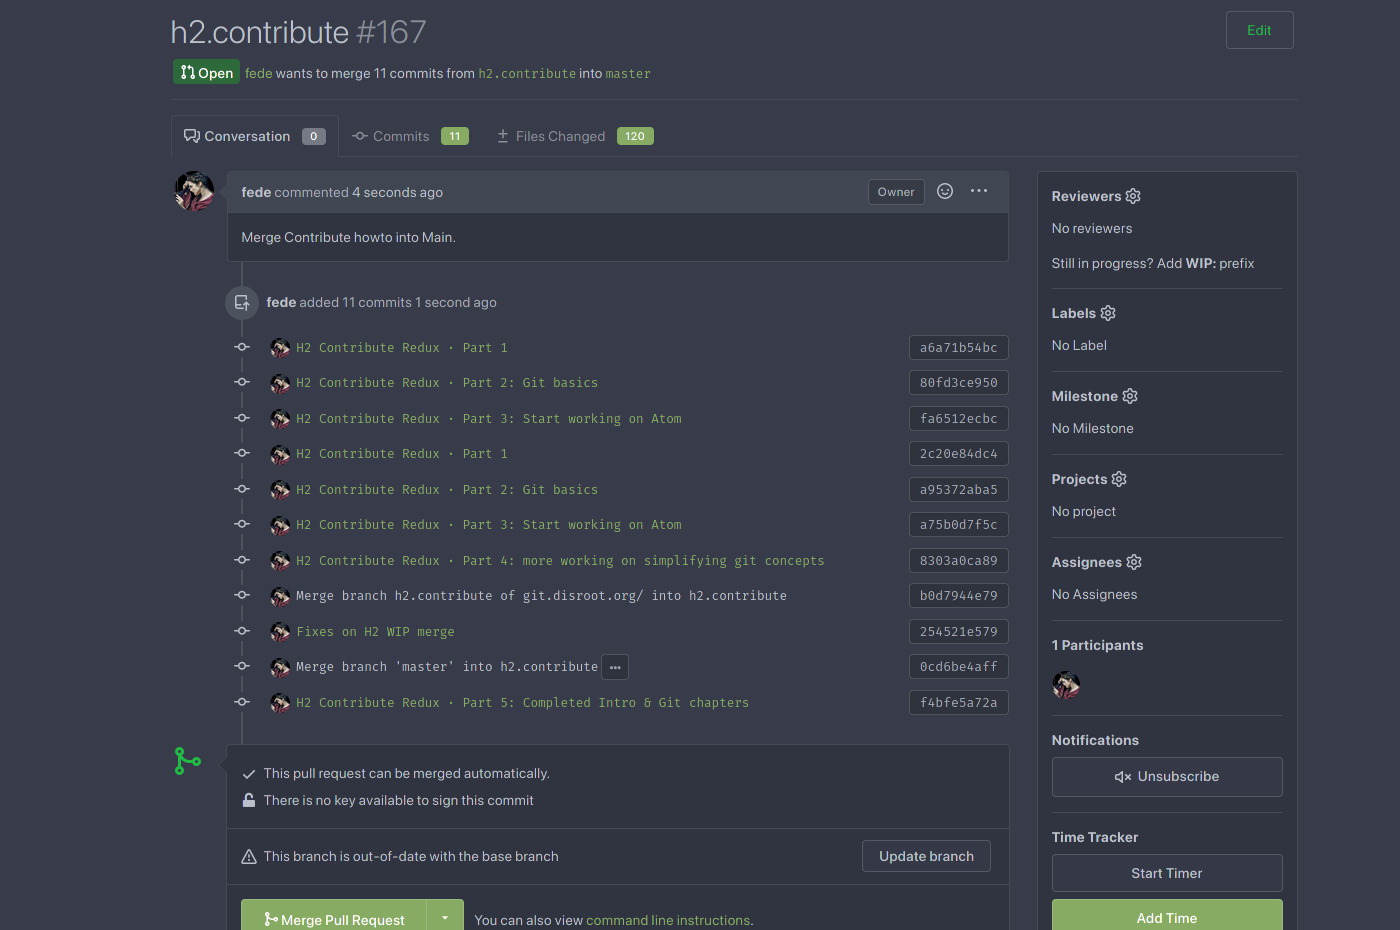 h2.contribute #167
Edit
Open fede wants to merge 11 commits from h2.contribute into master
Conversation 0 Commits 11 Files Changed 120
fede commented 4 seconds ago Owner
Merge Contribute howto into Main.
fede added 11 commits 1 second ago
H2 Contribute Redux · Part 1 a6a71b54bc
H2 Contribute Redux · Part 2: Git basics 80fd3ce950
H2 Contribute Redux · Part 3: Start working on Atom fa6512ecbc
H2 Contribute Redux · Part 1 2c20e84dc4
H2 Contribute Redux · Part 2: Git basics a95372aba5
H2 Contribute Redux · Part 3: Start working on Atom a75b0d7f5c
H2 Contribute Redux · Part 4: more working on simplifying git concepts 8303a0ca89
Merge branch h2.contribute of git.disroot.org/ into h2.contribute b0d7944e79
Fixes on H2 WIP merge 254521e579
Merge branch 'master' into h2.contribute ... 0cd6be4aff
H2 Contribute Redux · Part 5: Completed Intro & Git chapters f4bfe5a72a
This pull request can be merged automatically.
There is no key available to sign this commit
This branch is out-of-date with the base branch Update branch
Merge Pull Request You can also view command line instructions.
Reviewers
No reviewers
Still in progress? Add WIP: prefix
Labels
No Label
Milestone
No Milestone
Projects
No project
Assignees
No Assignees
1 Participants
Notifications
Unsubscribe
Time Tracker
Start Timer
Add Time